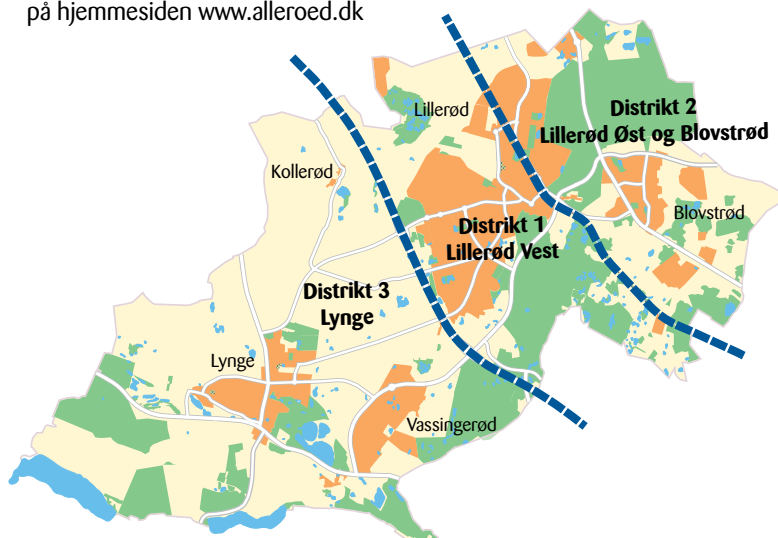 på hjemmesiden www.alleroed.dk
Lillerød
Distrikt 2
Lillerød Øst og Blovstrød
Kollerød
Blovstrød
Distrikt 1
Lillerød Vest
Distrikt 3
Lynge
Lynge
Vassingerød